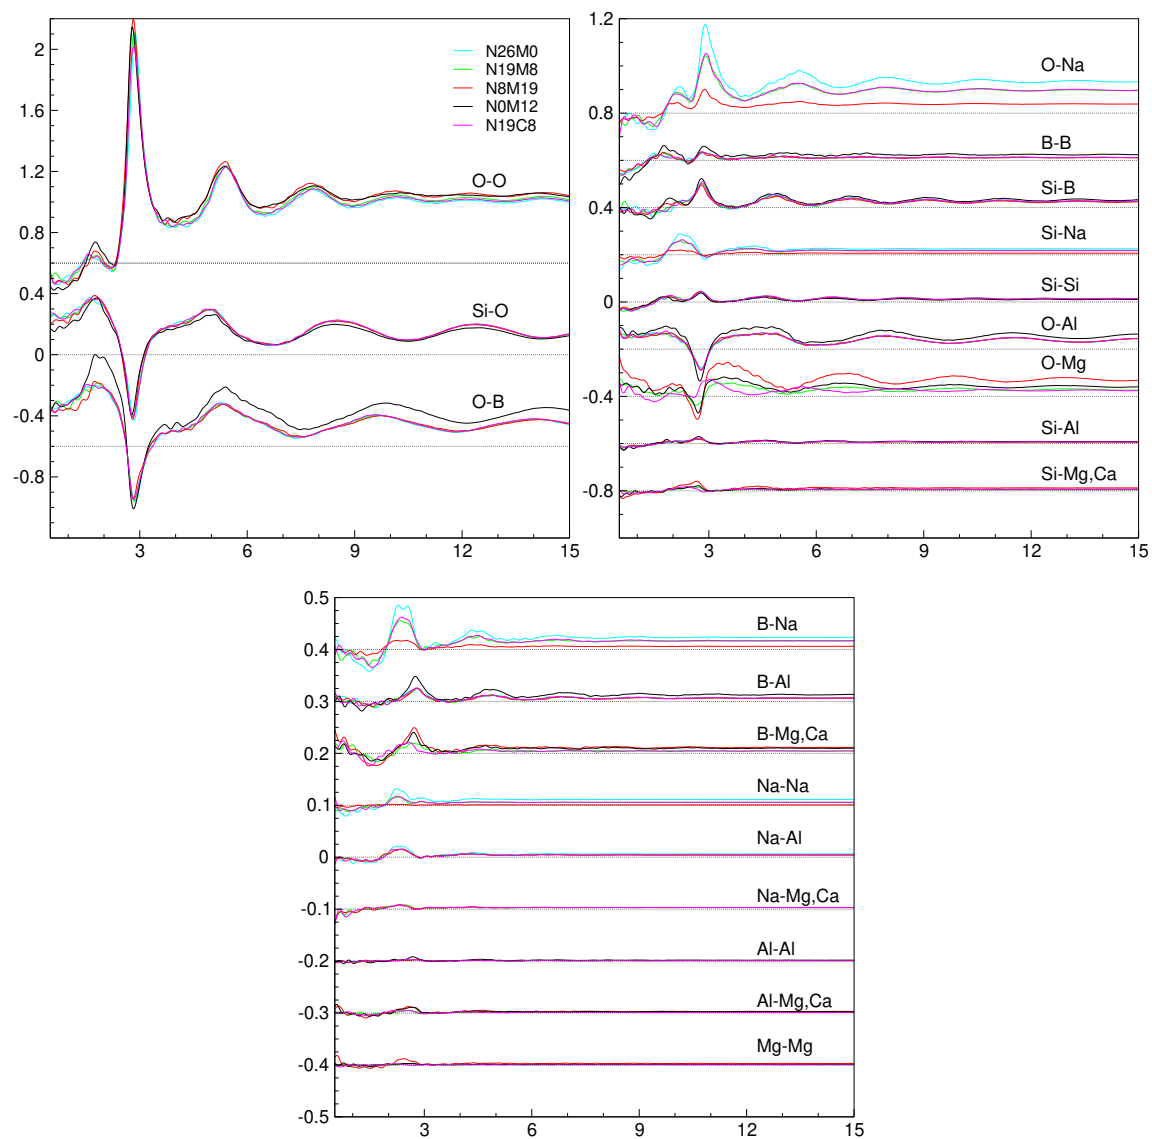 2
1.6
1.2
0.8
0.4
0
-0.4
-0.8
3
6
9
12
15
N26M0
N19M8
N8M19
N0M12
N19C8
O-O
Si-O
O-B
1.2
0.8
0.4
0
-0.4
-0.8
3
6
9
12
15
O-Na
B-B
Si-B
Si-Na
Si-Si
O-Al
O-Mg
Si-Al
Si-Mg,Ca
0.5
0.4
0.3
0.2
0.1
0
-0.1
-0.2
-0.3
-0.4
-0.5
3
6
9
12
15
B-Na
B-Al
B-Mg,Ca
Na-Na
Na-Al
Na-Mg,Ca
Al-Al
Al-Mg,Ca
Mg-Mg